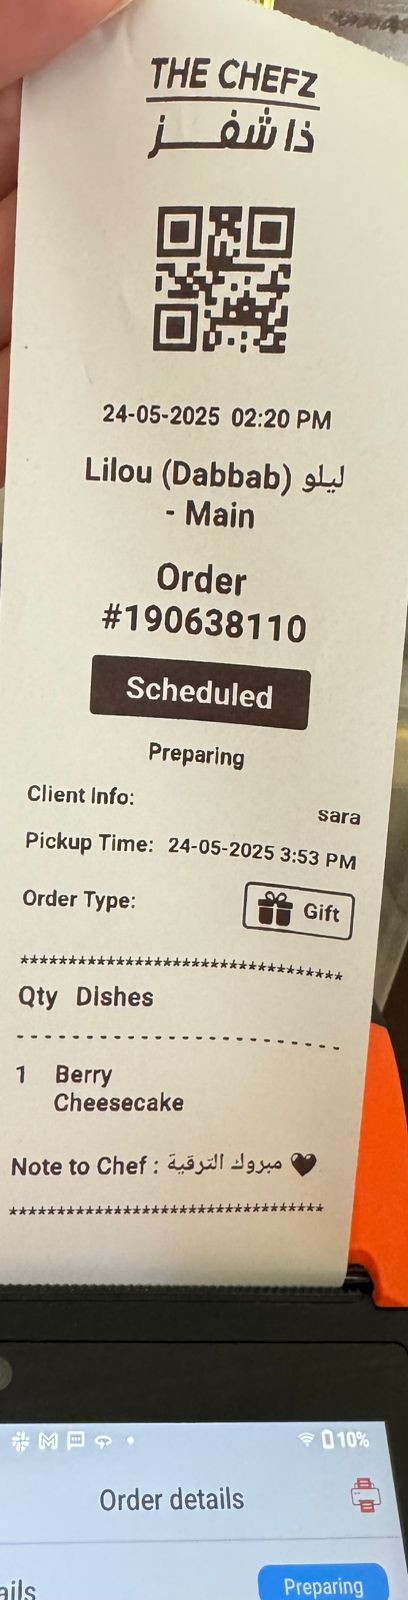 THE CHEFZ
ذا شفــــز
24-05-2025 02:20 PM
Lilou (Dabbab) ليلو
- Main
Order
#190638110
Scheduled
Preparing
Client Info:
sara
Pickup Time: 24-05-2025 3:53 PM
Order Type: Gift
**********************************
Qty Dishes
- - - - - - - - - - - - - - - - - - - - - - - -
1 Berry
Cheesecake
Note to Chef : مبروك الترقية 🖤
**********************************
10%
Order details
ails
Preparing